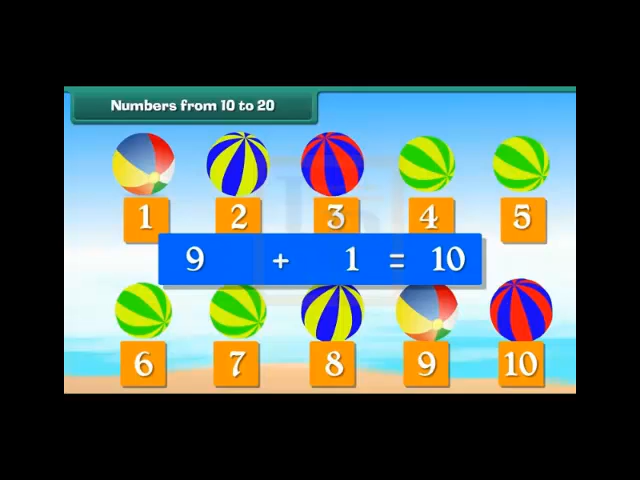 Numbers from 10 to 20
1 2 3 4 5
9 + 1 = 10
6 7 8 9 10